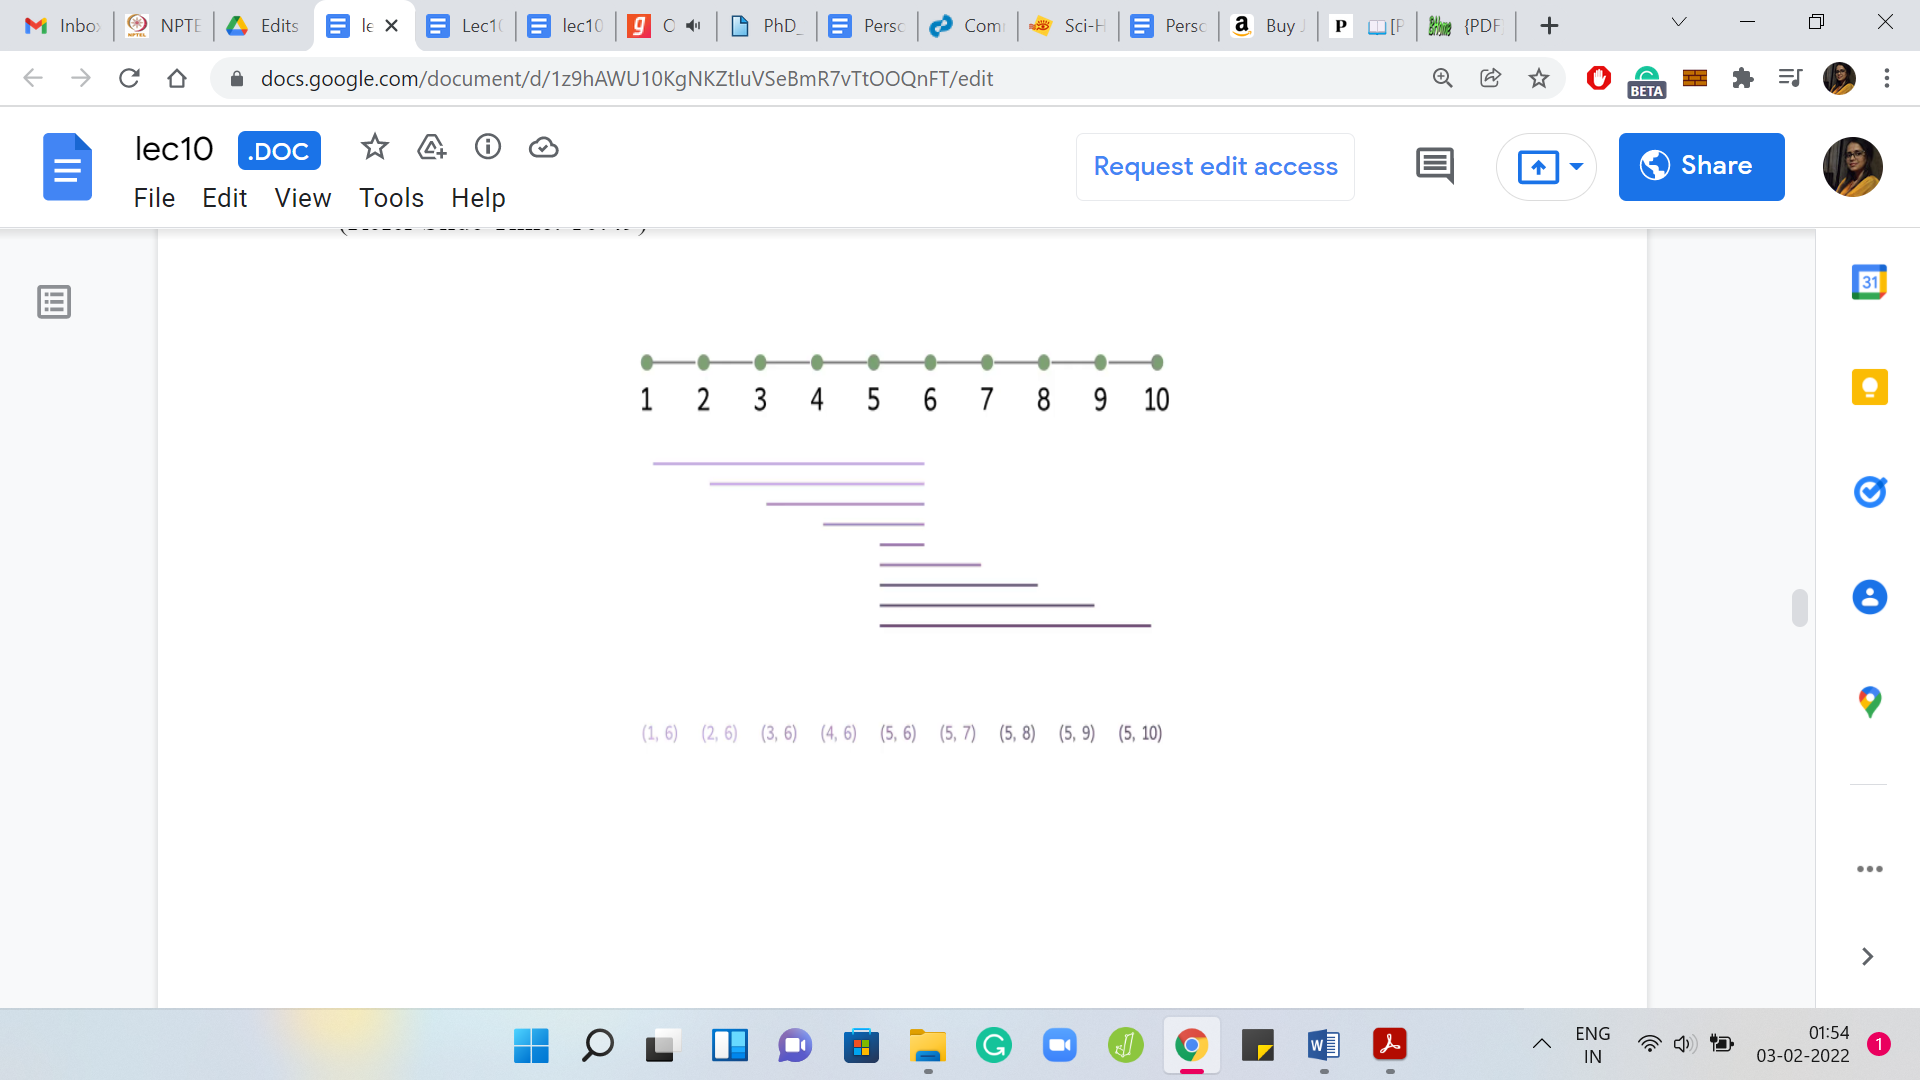 Inbo NPTE Edits le Lec1 lec10 O PhD_ Perso Com Sci-H Perso Buy J [P {PDF
docs.google.com/document/d/1z9hAWU10KgNKZtluVSeBmR7vTtOOQnFT/edit
BETA
lec10 .DOC
Request edit access
Share
File Edit View Tools Help
31
1 2 3 4 5 6 7 8 9 10
(1, 6) (2, 6) (3, 6) (4, 6) (5, 6) (5, 7) (5, 8) (5, 9) (5, 10)
ENG
IN
01:54
03-02-2022
1